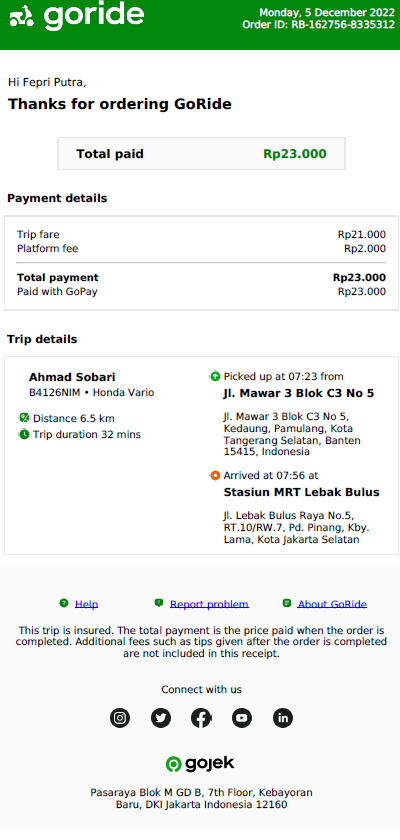 goride
Monday, 5 December 2022
Order ID: RB-162756-8335312
Hi Fepri Putra,
Thanks for ordering GoRide
Total paid Rp23.000
Payment details
Trip fare Rp21.000
Platform fee Rp2.000
Total payment Rp23.000
Paid with GoPay Rp23.000
Trip details
Ahmad Sobari
B4126NIM • Honda Vario
Distance 6.5 km
Trip duration 32 mins
Picked up at 07:23 from
Jl. Mawar 3 Blok C3 No 5
Jl. Mawar 3 Blok C3 No 5,
Kedaung, Pamulang, Kota
Tangerang Selatan, Banten
15415, Indonesia
Arrived at 07:56 at
Stasiun MRT Lebak Bulus
Jl. Lebak Bulus Raya No.5,
RT.10/RW.7, Pd. Pinang, Kby.
Lama, Kota Jakarta Selatan
Help Report problem About GoRide
This trip is insured. The total payment is the price paid when the order is
completed. Additional fees such as tips given after the order is completed
are not included in this receipt.
Connect with us
gojek
Pasaraya Blok M GD B, 7th Floor, Kebayoran
Baru, DKI Jakarta Indonesia 12160